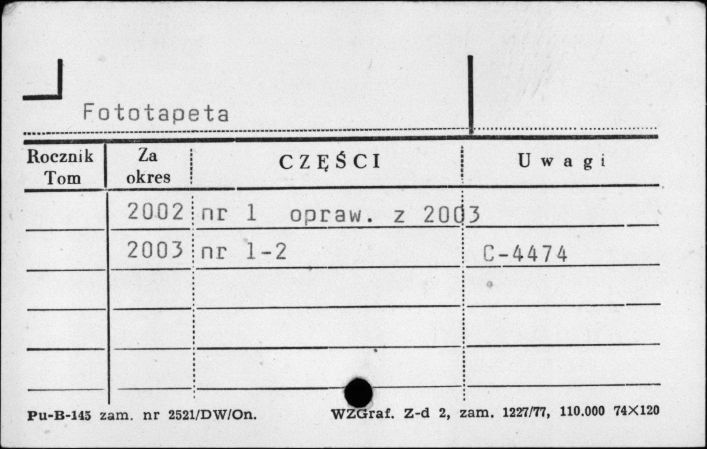 Fototapeta
Rocznik Tom Za okres CZĘŚCI Uwagi
2002 nr 1 opraw. z 2003
2003 nr 1-2 C-4474
Pu-B-145 zam. nr 2521/DW/On. WZGraf. Z-d 2, zam. 1227/77, 110.000 74X120